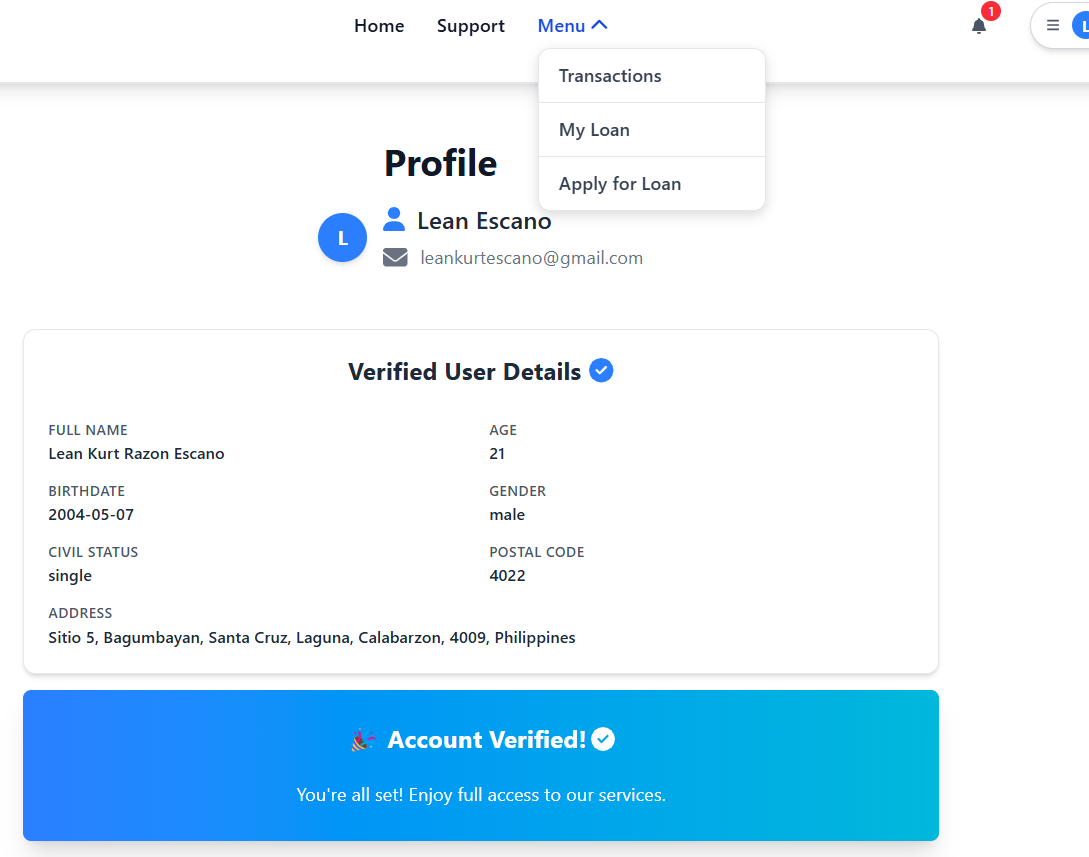 Home Support Menu
1
L
Transactions
My Loan
Apply for Loan
Profile
L
Lean Escano
leankurtescano@gmail.com
Verified User Details
FULL NAME
Lean Kurt Razon Escano
AGE
21
BIRTHDATE
2004-05-07
GENDER
male
CIVIL STATUS
single
POSTAL CODE
4022
ADDRESS
Sitio 5, Bagumbayan, Santa Cruz, Laguna, Calabarzon, 4009, Philippines
Account Verified!
You're all set! Enjoy full access to our services.